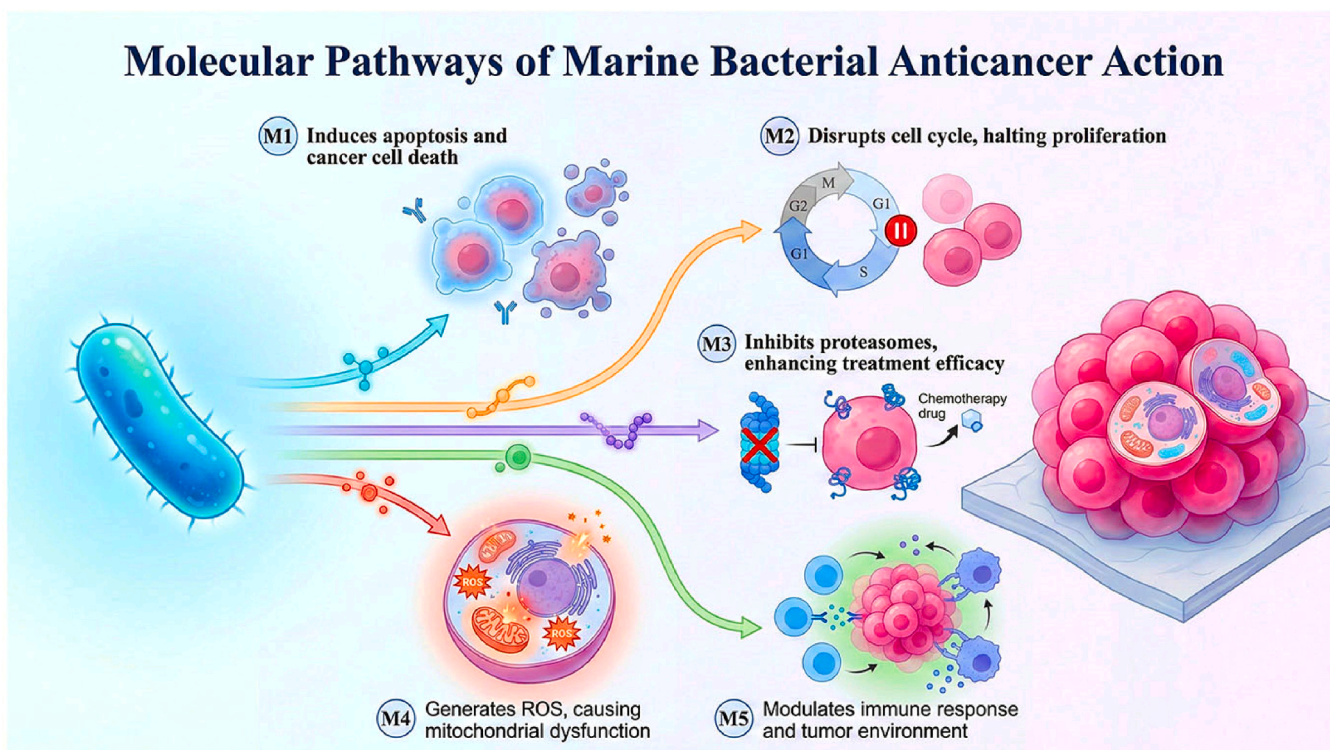 Molecular Pathways of Marine Bacterial Anticancer Action
M1 Induces apoptosis and
cancer cell death
M2 Disrupts cell cycle, halting proliferation
M
G1
G2
G1
S
M3 Inhibits proteasomes,
enhancing treatment efficacy
Chemotherapy
drug
ROS
ROS
M4 Generates ROS, causing
mitochondrial dysfunction
M5 Modulates immune response
and tumor environment